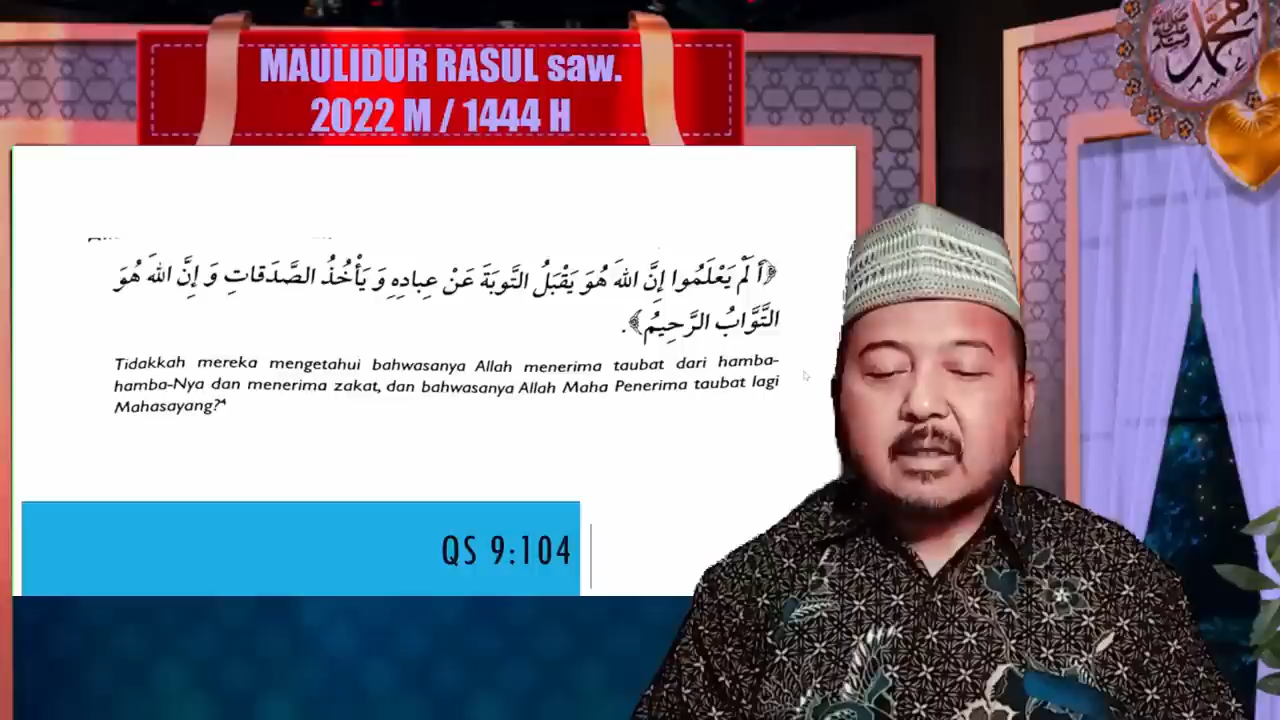 MAULIDUR RASUL saw.
2022 M / 1444 H
﴿أَلَمْ يَعْلَمُوا إِنَّ اللهَ هُوَ يَقْبَلُ التَّوبَةَ عَنْ عِبادِهِ وَ يَأْخُذُ الصَّدَقاتِ وَ إِنَّ اللهَ هُوَ
التَّوَّابُ الرَّحِيمُ﴾.
Tidakkah mereka mengetahui bahwasanya Allah menerima taubat dari hamba-
hamba-Nya dan menerima zakat, dan bahwasanya Allah Maha Penerima taubat lagi
Mahasayang?⁴
QS 9:104
محمد